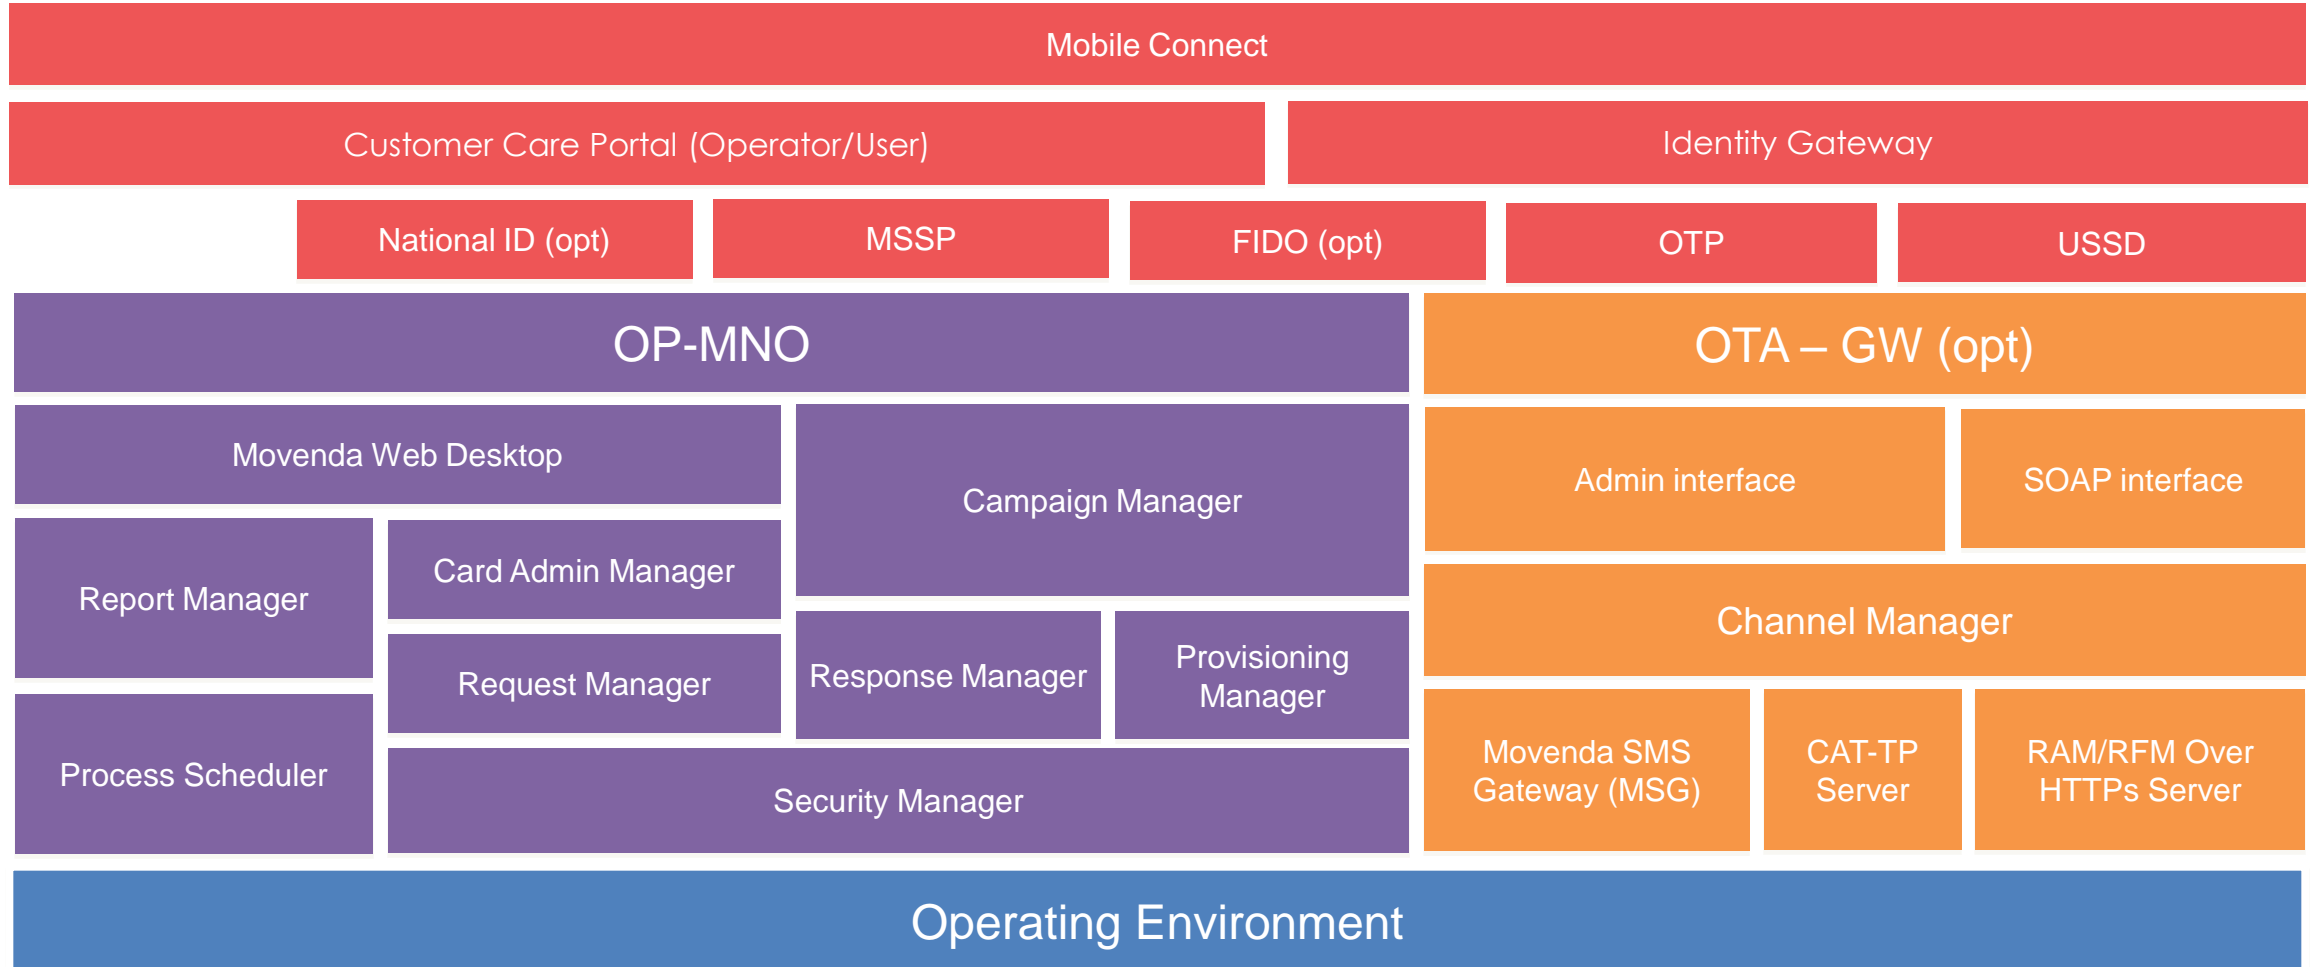 Mobile Connect
Customer Care Portal (Operator/User)
Identity Gateway
National ID (opt)
MSSP
FIDO (opt)
OTP
USSD
OP-MNO
OTA – GW (opt)
Movenda Web Desktop
Campaign Manager
Admin interface
SOAP interface
Report Manager
Card Admin Manager
Channel Manager
Request Manager
Response Manager
Provisioning
Manager
Process Scheduler
Security Manager
Movenda SMS
Gateway (MSG)
CAT-TP
Server
RAM/RFM Over
HTTPs Server
Operating Environment